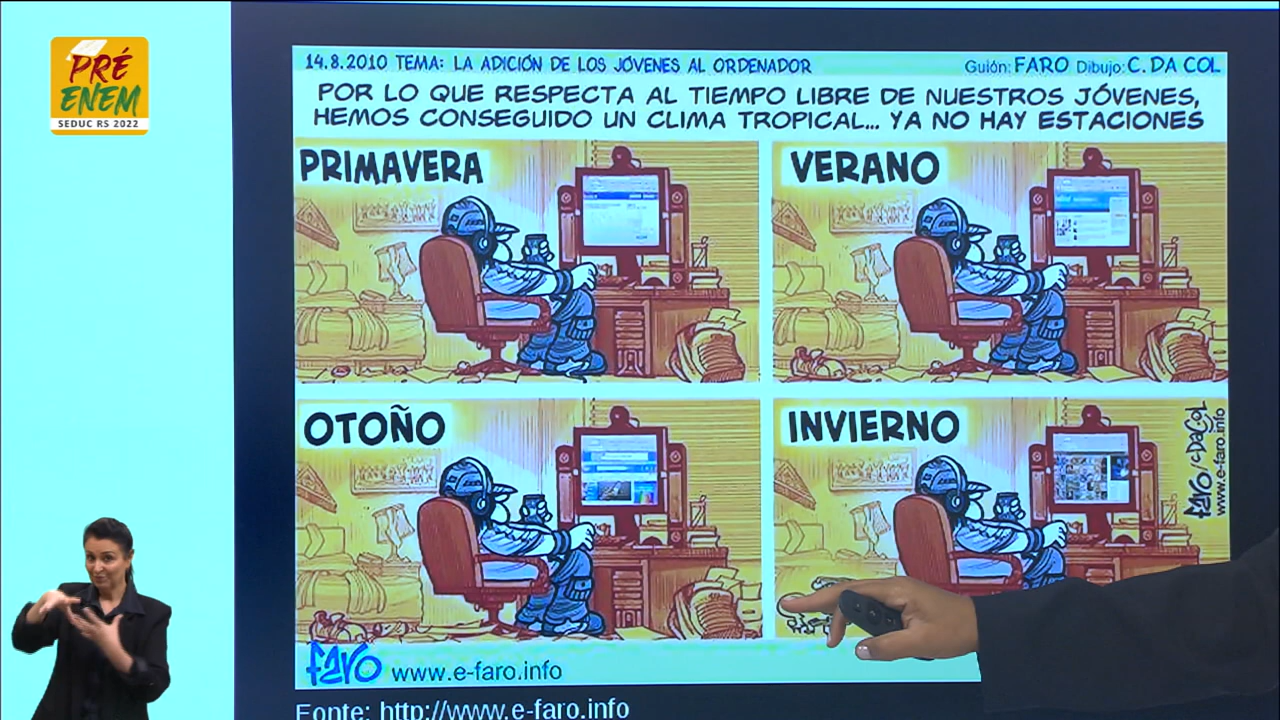 PRÉ
ENEM
SEDUC RS 2022
14.8.2010 TEMA: LA ADICIÓN DE LOS JÓVENES AL ORDENADOR
Guión: FARO Dibujo: C. DA COL
POR LO QUE RESPECTA AL TIEMPO LIBRE DE NUESTROS JÓVENES,
HEMOS CONSEGUIDO UN CLIMA TROPICAL... YA NO HAY ESTACIONES
PRIMAVERA
VERANO
OTOÑO
INVIERNO
FARO/C·DACOL
www.e-faro.info
FARO www.e-faro.info
Fonte: http://www.e-faro.info